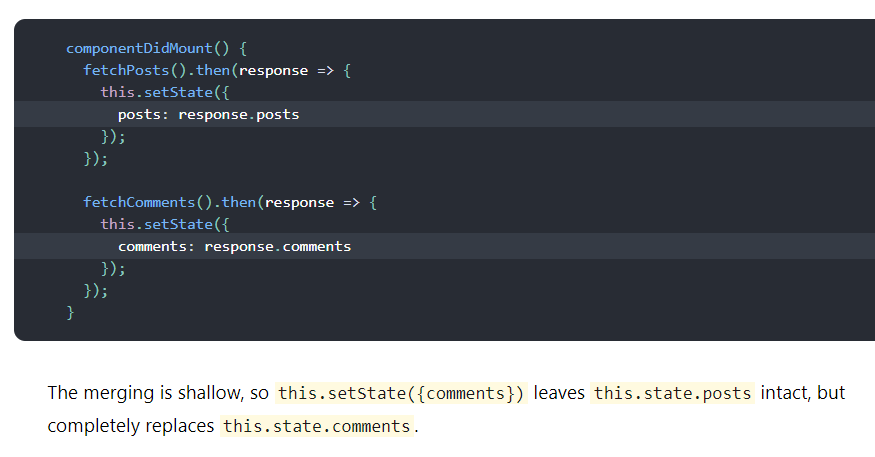 componentDidMount() {
fetchPosts().then(response => {
this.setState({
posts: response.posts
});
});
fetchComments().then(response => {
this.setState({
comments: response.comments
});
});
}
The merging is shallow, so this.setState({comments}) leaves this.state.posts intact, but
completely replaces this.state.comments.